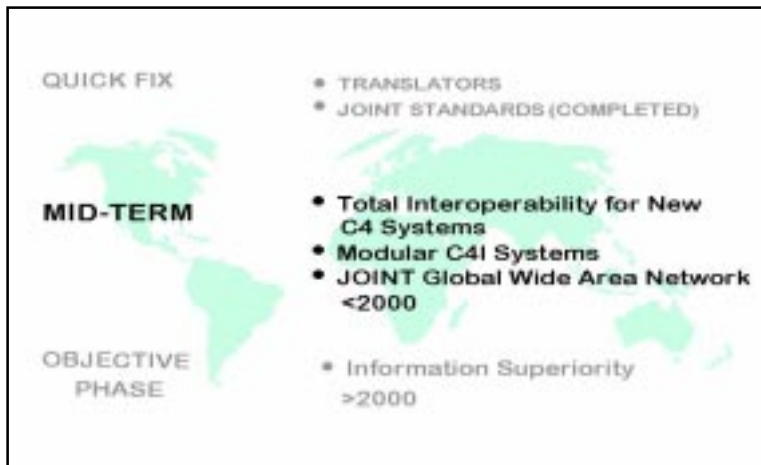 QUICK FIX
• TRANSLATORS
• JOINT STANDARDS (COMPLETED)
MID-TERM
• Total Interoperability for New
C4 Systems
• Modular C4I Systems
• JOINT Global Wide Area Network
<2000
OBJECTIVE
PHASE
• Information Superiority
>2000